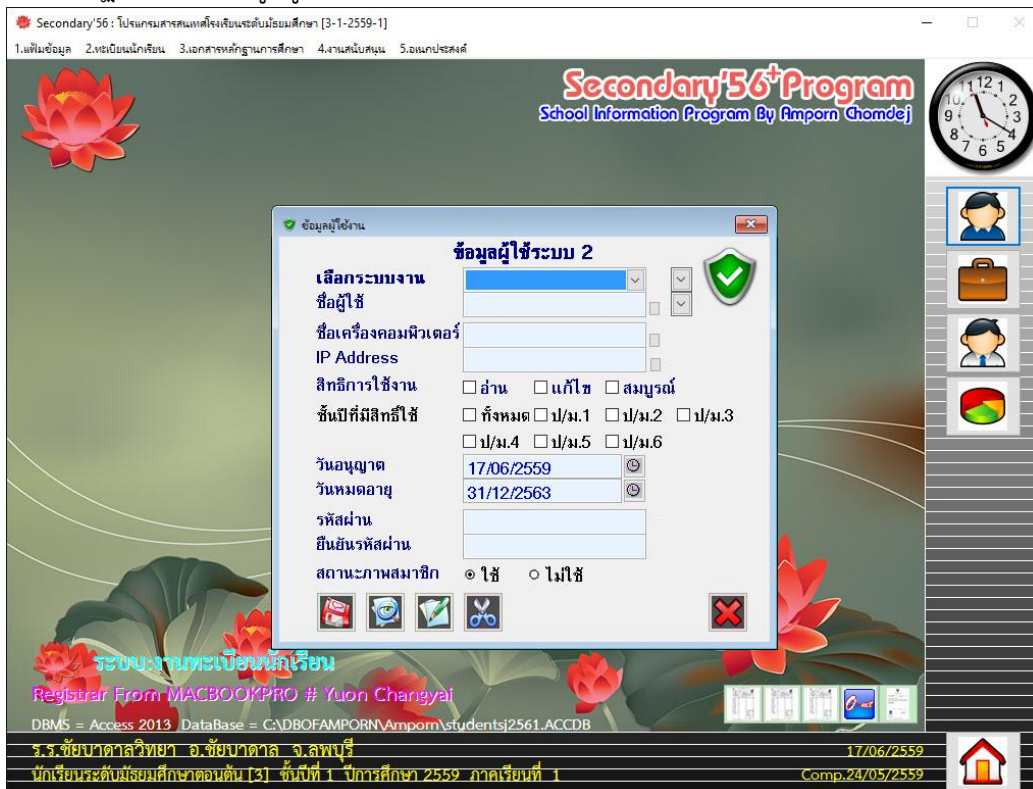 Secondary'56 : โปรแกรมสารสนเทศโรงเรียนระดับมัธยมศึกษา [3-1-2559-1]
1.แฟ้มข้อมูล 2.ทะเบียนนักเรียน 3.เอกสารหลักฐานการศึกษา 4.งานสนับสนุน 5.อเนกประสงค์
Secondary'56+Program
School Information Program By Amporn Chomdej
11 12 1
10 2
9 3
8 4
7 6 5
ข้อมูลผู้ใช้งาน
ข้อมูลผู้ใช้ระบบ 2
เลือกระบบงาน
ชื่อผู้ใช้
ชื่อเครื่องคอมพิวเตอร์
IP Address
สิทธิการใช้งาน อ่าน แก้ไข สมบูรณ์
ชั้นปีที่มีสิทธิ์ใช้ ทั้งหมด ป/ม.1 ป/ม.2 ป/ม.3
ป/ม.4 ป/ม.5 ป/ม.6
วันอนุญาต 17/06/2559
วันหมดอายุ 31/12/2563
รหัสผ่าน
ยืนยันรหัสผ่าน
สถานะภาพสมาชิก ใช้ ไม่ใช้
ระบบ:งานทะเบียนนักเรียน
Registrar From MACBOOKPRO # Yuon Changyai
DBMS = Access 2013 DataBase = C:\DBOFAMPORN\Amporn\studentsj2561.ACCDB
ร.ร.ชัยบาดาลวิทยา อ.ชัยบาดาล จ.ลพบุรี 17/06/2559
นักเรียนระดับมัธยมศึกษาตอนต้น [3] ชั้นปีที่ 1 ปีการศึกษา 2559 ภาคเรียนที่ 1 Comp.24/05/2559